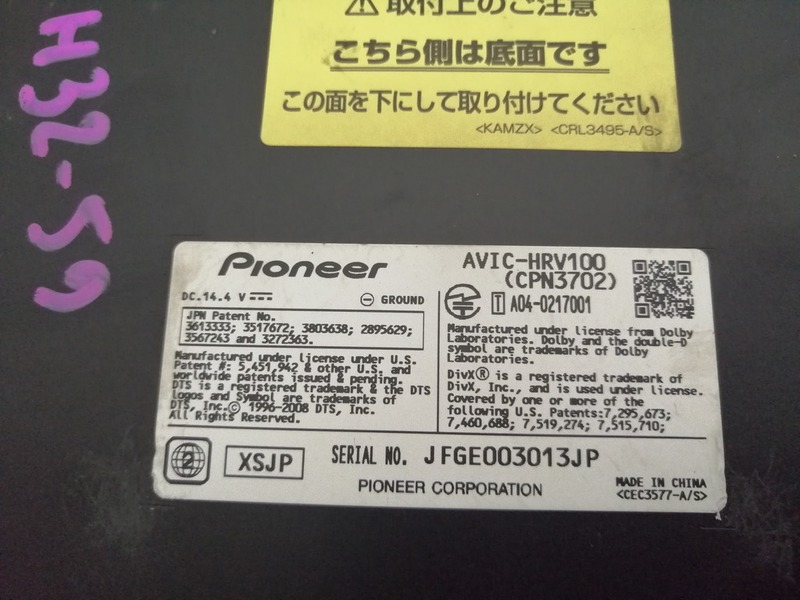 ⚠ 取付上のご注意
こちら側は底面です
この面を下にして取り付けてください
<KAMZX> <CRL3495-A/S>
H32-59
Pioneer
AVIC-HRV100
(CPN3702)
DC.14.4 V
GROUND
T A04-0217001
JPN Patent No.
3613333; 3517672; 3803638; 2895629;
3567243 and 3272363.
Manufactured under license under U.S.
Patent #: 5,451,942 & other U.S. and
worldwide patents issued & pending.
DTS is a registered trademark & the DTS
logos and Symbol are trademarks of
DTS, Inc.© 1996-2008 DTS, Inc.
All Rights Reserved.
Manufactured under license from Dolby
Laboratories. Dolby and the double-D
symbol are trademarks of Dolby
Laboratories.
DivX® is a registered trademark of
DivX, Inc., and is used under license.
Covered by one or more of the
following U.S. Patents:7,295,673;
7,460,688; 7,519,274; 7,515,710;
2
XSJP
SERIAL NO. JFGE003013JP
PIONEER CORPORATION
MADE IN CHINA
<CEC3577-A/S>